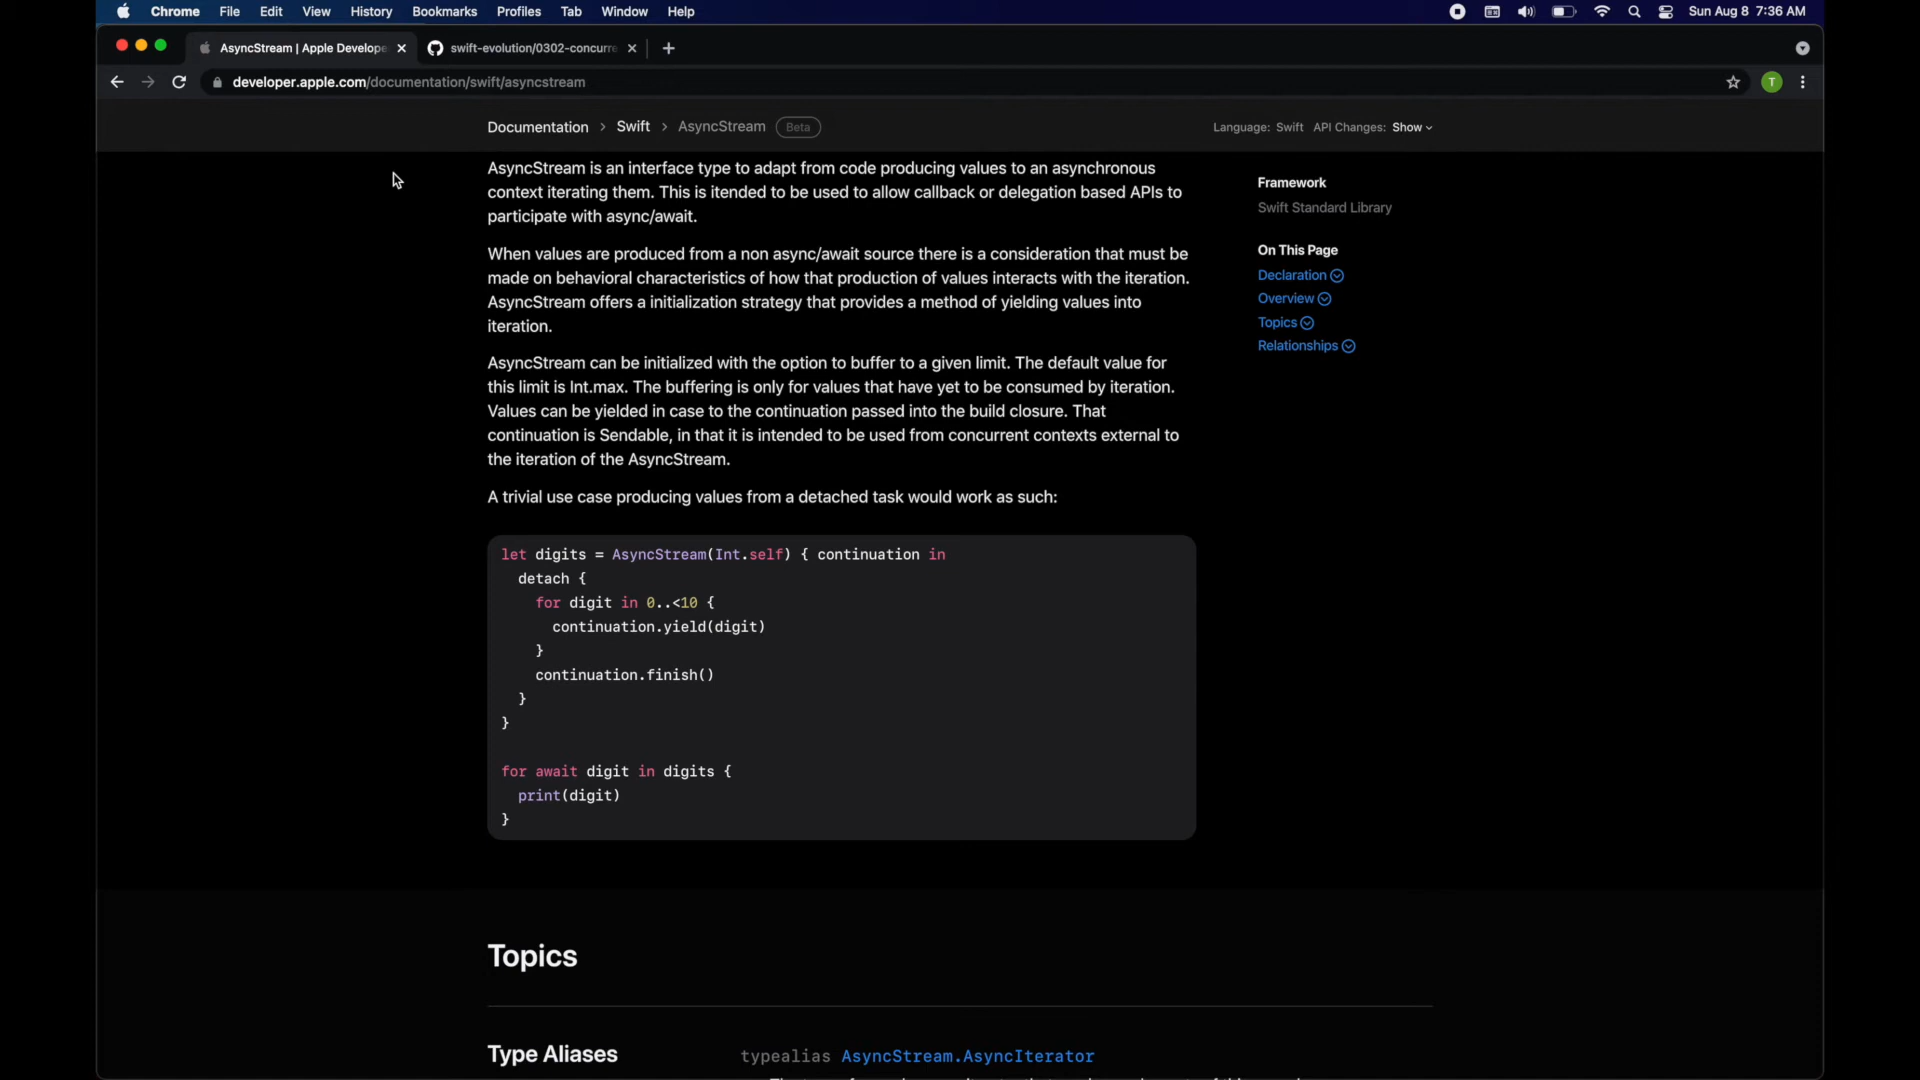 Chrome File Edit View History Bookmarks Profiles Tab Window Help Sun Aug 8 7:36 AM
AsyncStream | Apple Develope swift-evolution/0302-concurre
developer.apple.com/documentation/swift/asyncstream T
Documentation > Swift > AsyncStream Beta Language: Swift API Changes: Show
AsyncStream is an interface type to adapt from code producing values to an asynchronous
context iterating them. This is itended to be used to allow callback or delegation based APIs to
participate with async/await.
When values are produced from a non async/await source there is a consideration that must be
made on behavioral characteristics of how that production of values interacts with the iteration.
AsyncStream offers a initialization strategy that provides a method of yielding values into
iteration.
AsyncStream can be initialized with the option to buffer to a given limit. The default value for
this limit is Int.max. The buffering is only for values that have yet to be consumed by iteration.
Values can be yielded in case to the continuation passed into the build closure. That
continuation is Sendable, in that it is intended to be used from concurrent contexts external to
the iteration of the AsyncStream.
A trivial use case producing values from a detached task would work as such:
let digits = AsyncStream(Int.self) { continuation in
detach {
for digit in 0..<10 {
continuation.yield(digit)
}
continuation.finish()
}
}
for await digit in digits {
print(digit)
}
Framework
Swift Standard Library
On This Page
Declaration
Overview
Topics
Relationships
Topics
Type Aliases
typealias AsyncStream.AsyncIterator